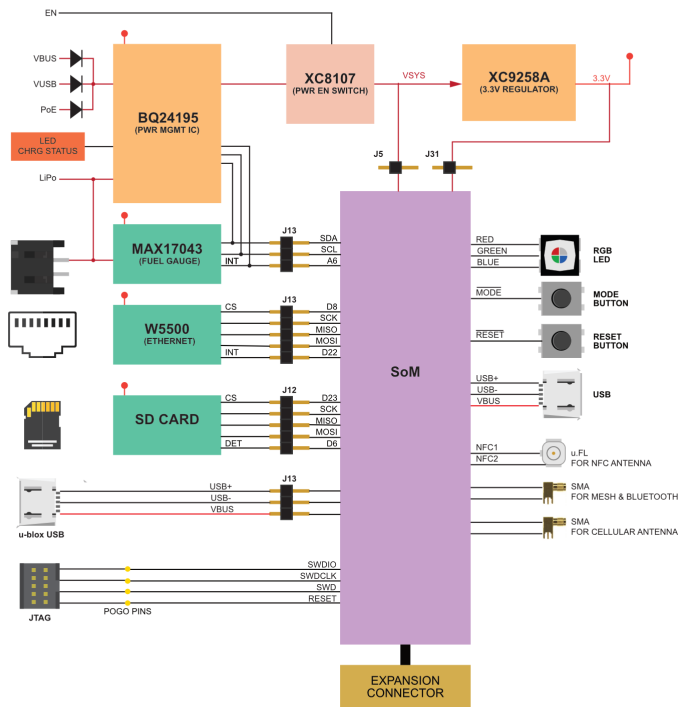 EN
VBUS
VUSB
PoE
BQ24195
(PWR MGMT IC)
XC8107
(PWR EN SWITCH)
VSYS
XC9258A
(3.3V REGULATOR)
3.3V
LED
CHRG STATUS
LiPo
J5
J31
MAX17043
(FUEL GAUGE)
INT
J13
SDA
SCL
A6
W5500
(ETHERNET)
CS
INT
J13
D8
SCK
MISO
MOSI
D22
SD CARD
CS
DET
J12
D23
SCK
MISO
MOSI
D6
u-blox USB
USB+
USB-
VBUS
J13
JTAG
POGO PINS
SWDIO
SWDCLK
SWD
RESET
SoM
RED
GREEN
BLUE
RGB
LED
MODE
MODE
BUTTON
RESET
RESET
BUTTON
USB+
USB-
VBUS
USB
NFC1
NFC2
u.FL
FOR NFC ANTENNA
SMA
FOR MESH & BLUETOOTH
SMA
FOR CELLULAR ANTENNA
EXPANSION
CONNECTOR